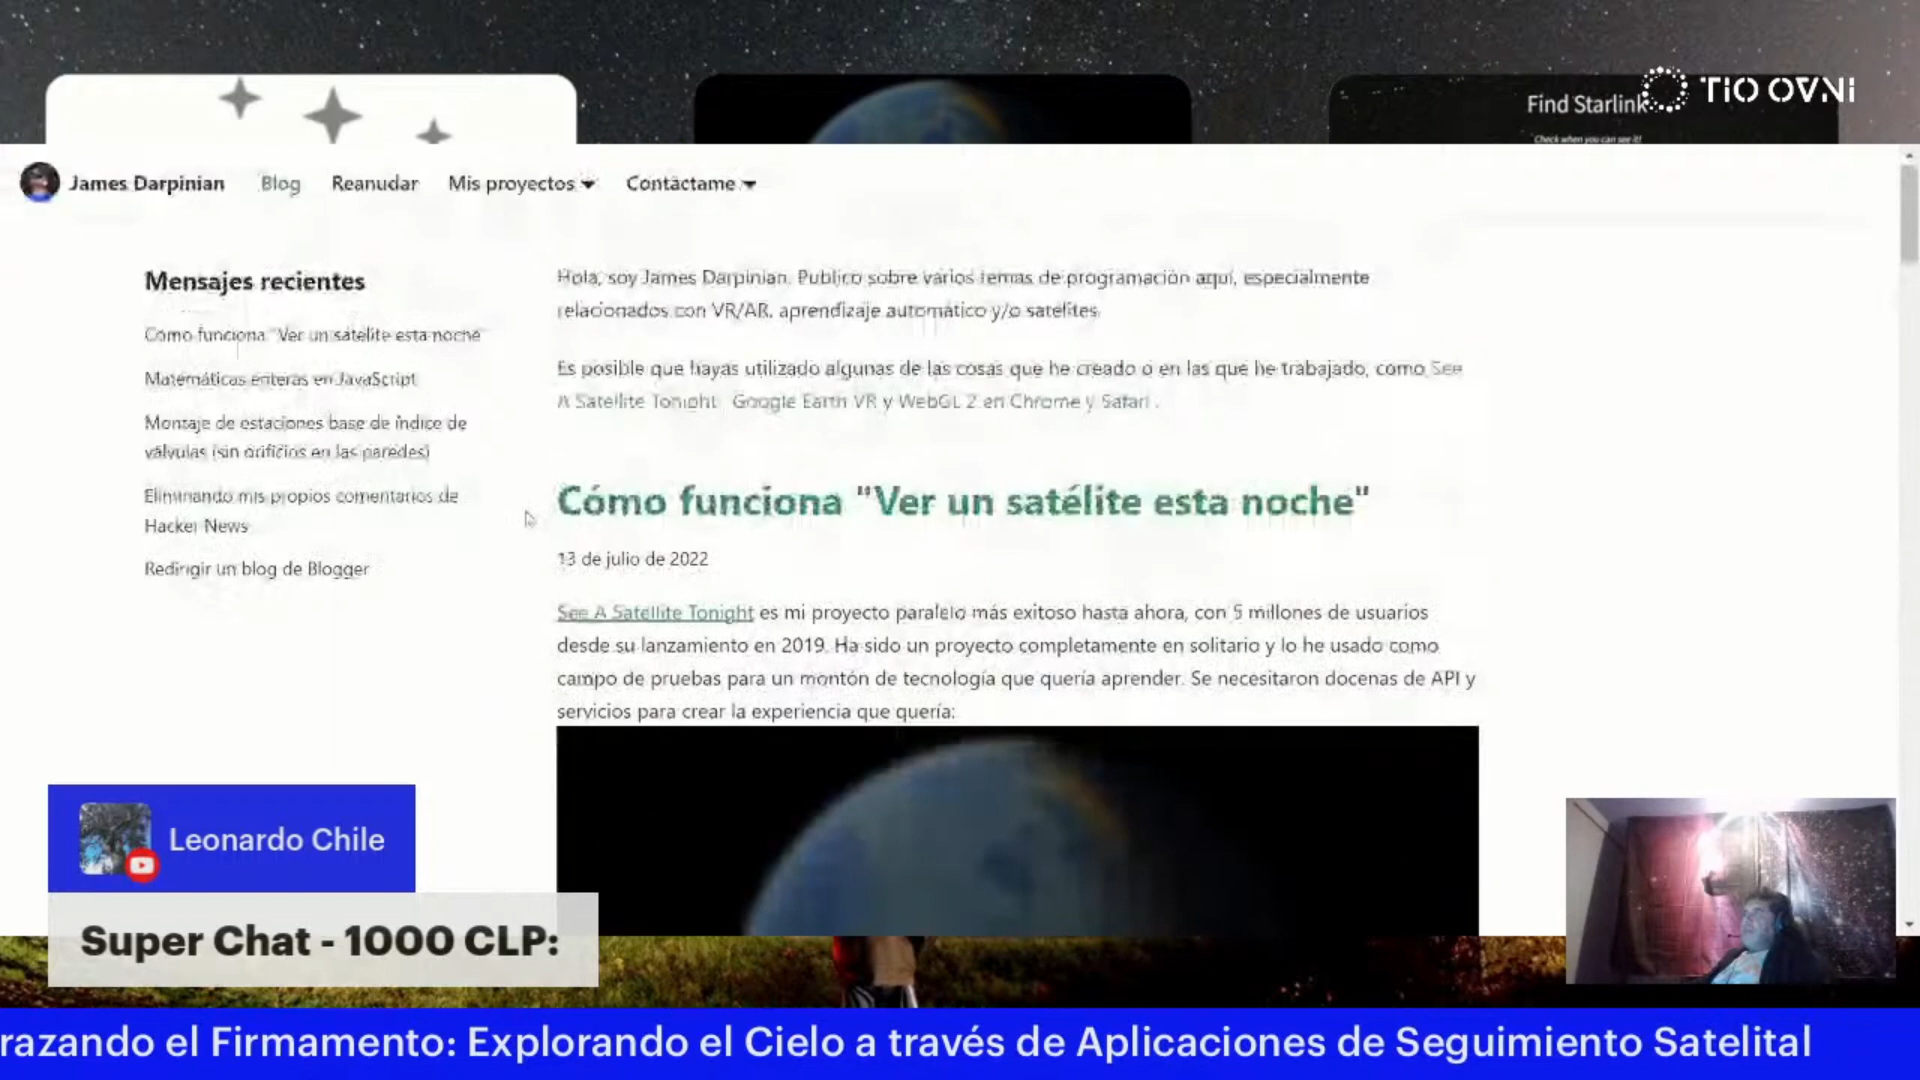 Find Starlink
TIO OVNI
Check when you can see it!
James Darpinian Blog Reanudar Mis proyectos Contáctame
Mensajes recientes
Cómo funciona "Ver un satélite esta noche"
Matemáticas enteras en JavaScript
Montaje de estaciones base de índice de
válvulas (sin orificios en las paredes)
Eliminando mis propios comentarios de
Hacker News
Redirigir un blog de Blogger
Hola, soy James Darpinian. Publico sobre varios temas de programación aquí, especialmente
relacionados con VR/AR, aprendizaje automático y/o satélites.
Es posible que hayas utilizado algunas de las cosas que he creado o en las que he trabajado, como See
A Satellite Tonight , Google Earth VR y WebGL 2 en Chrome y Safari .
Cómo funciona "Ver un satélite esta noche"
13 de julio de 2022
See A Satellite Tonight es mi proyecto paralelo más exitoso hasta ahora, con 5 millones de usuarios
desde su lanzamiento en 2019. Ha sido un proyecto completamente en solitario y lo he usado como
campo de pruebas para un montón de tecnología que quería aprender. Se necesitaron docenas de API y
servicios para crear la experiencia que quería:
Leonardo Chile
Super Chat - 1000 CLP:
razando el Firmamento: Explorando el Cielo a través de Aplicaciones de Seguimiento Satelital